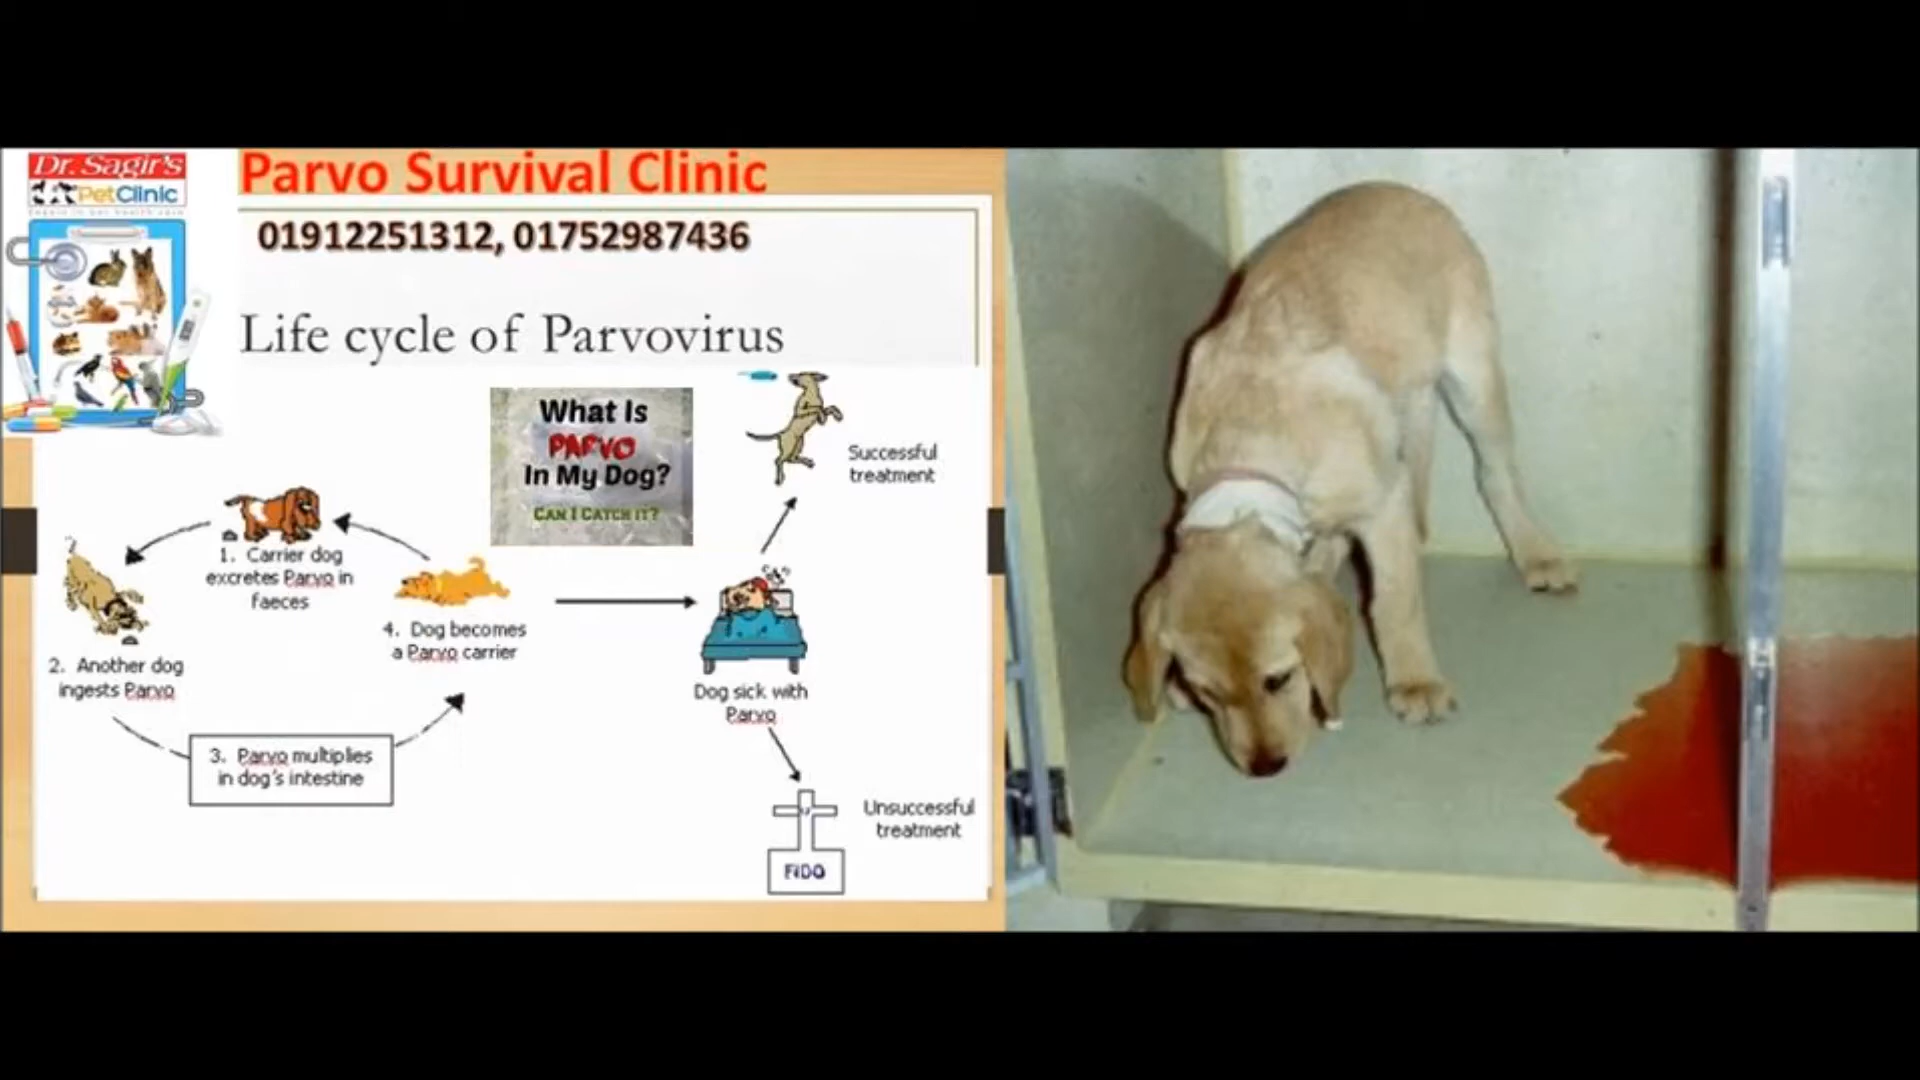 Dr. Sagir's
PetClinic
Parvo Survival Clinic
01912251312, 01752987436
Life cycle of Parvovirus
What Is
PARVO
In My Dog?
CAN I CATCH IT?
Successful
treatment
1. Carrier dog
excretes Parvo in
faeces
4. Dog becomes
a Parvo carrier
2. Another dog
ingests Parvo
3. Parvo multiplies
in dog's intestine
Dog sick with
Parvo
Unsuccessful
treatment
FIDO